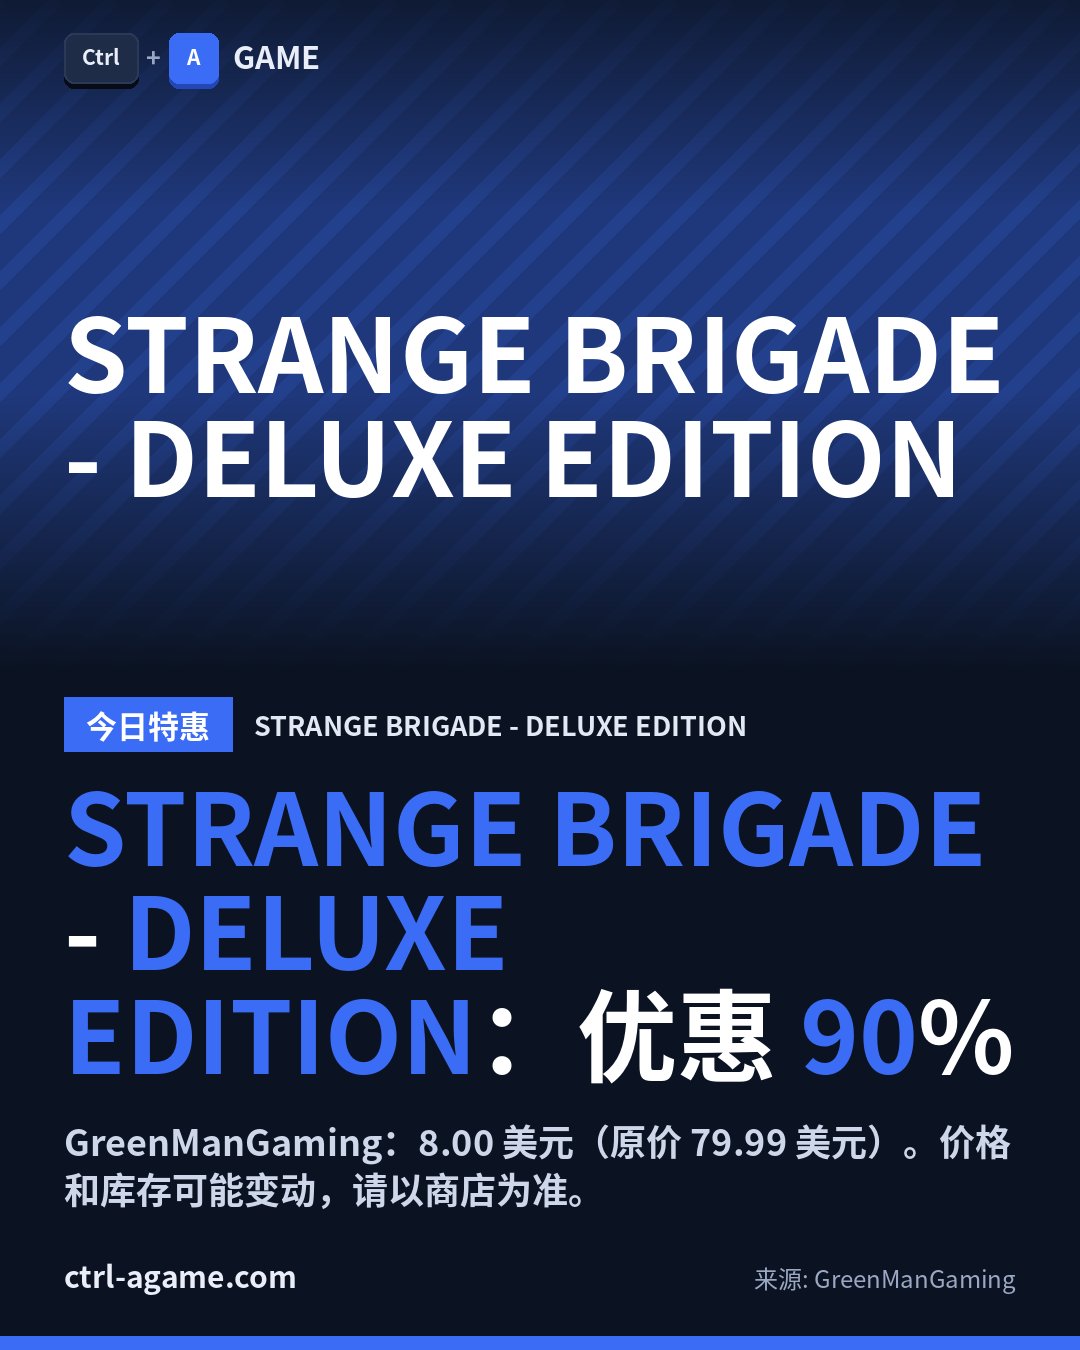 Ctrl + A GAME
STRANGE BRIGADE
- DELUXE EDITION
今日特惠 STRANGE BRIGADE - DELUXE EDITION
STRANGE BRIGADE
- DELUXE
EDITION：优惠 90%
GreenManGaming：8.00 美元（原价 79.99 美元）。价格
和库存可能变动，请以商店为准。
ctrl-agame.com 来源: GreenManGaming